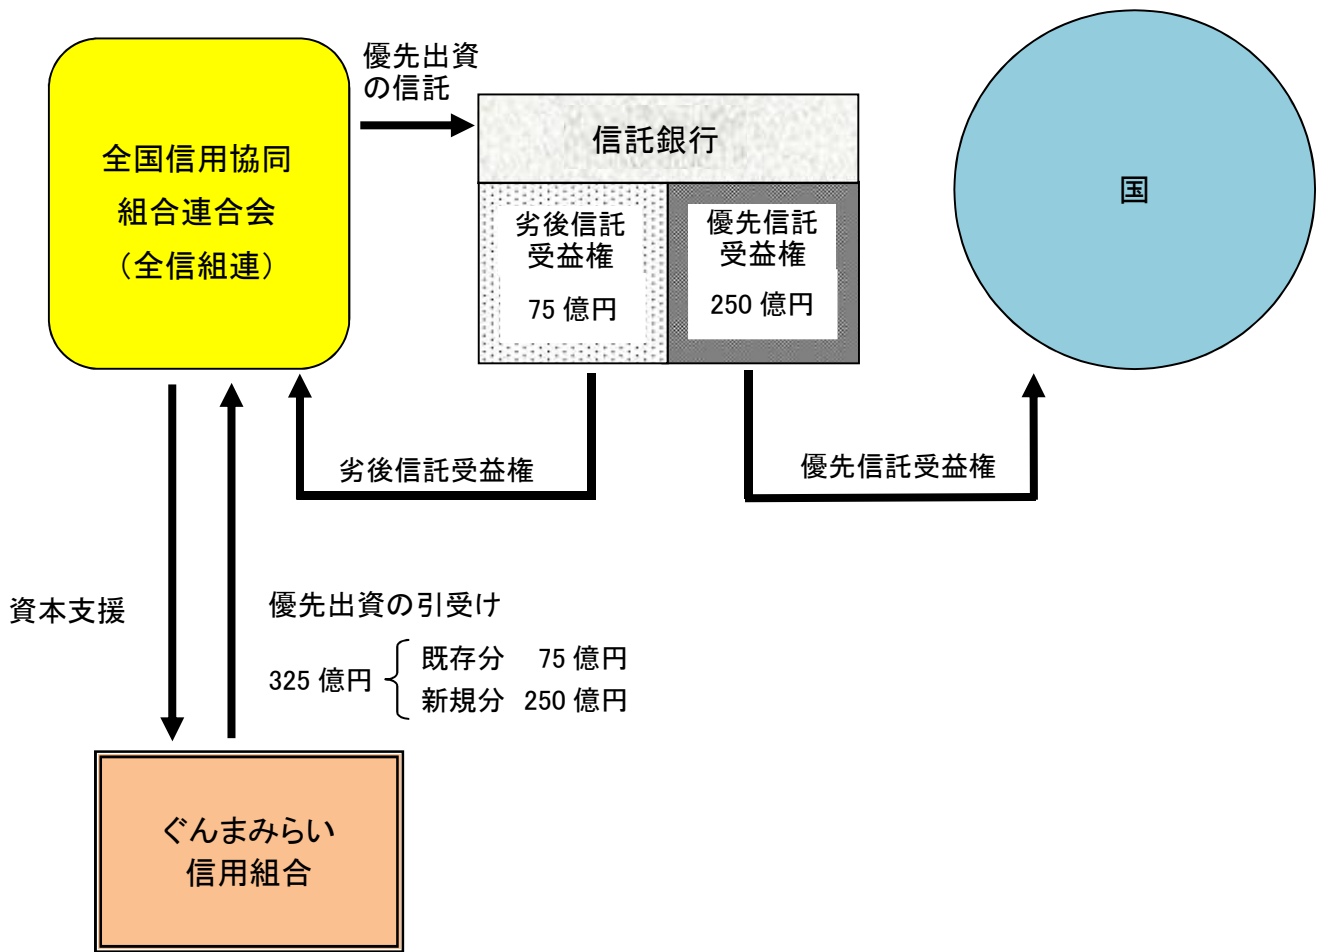 優先出資
の信託
全国信用協同
組合連合会
(全信組連)
信託銀行
劣後信託
受益権
75 億円
優先信託
受益権
250 億円
国
劣後信託受益権
優先信託受益権
資本支援
優先出資の引受け
325 億円
既存分 75 億円
新規分 250 億円
ぐんまみらい
信用組合